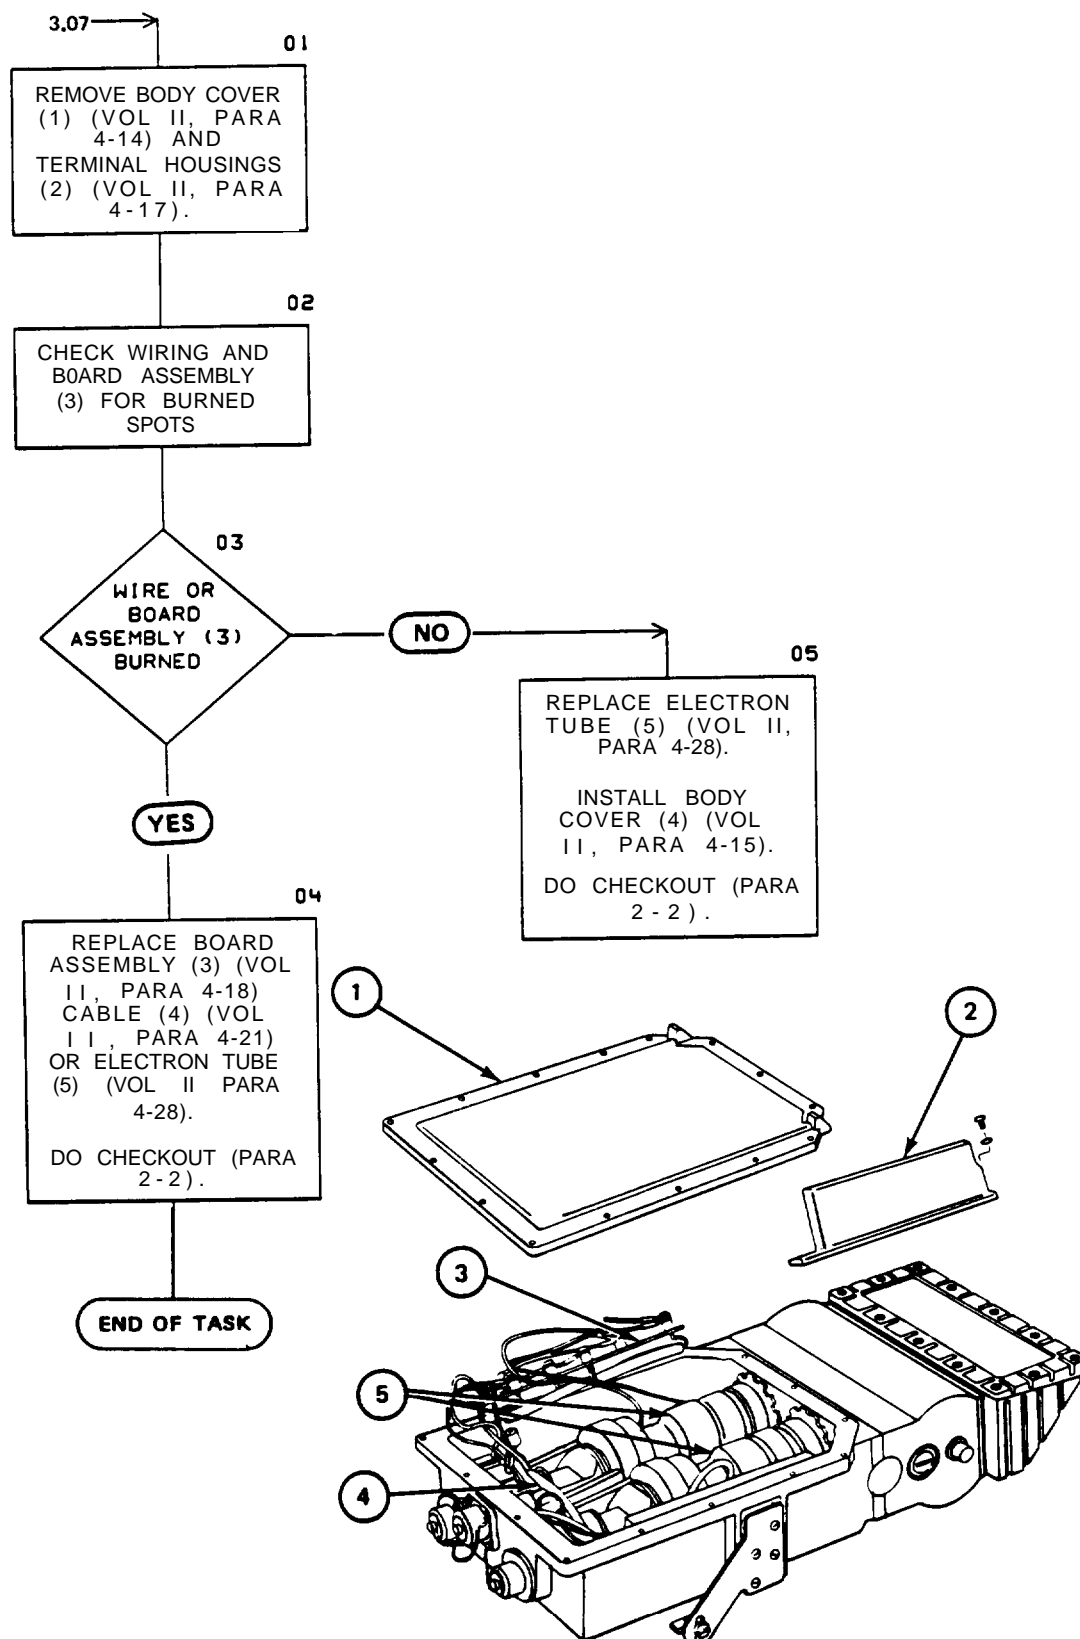 3.07
01
REMOVE BODY COVER
(1) (VOL II, PARA
4-14) AND
TERMINAL HOUSINGS
(2) (VOL II, PARA
4-17).
02
CHECK WIRING AND
BOARD ASSEMBLY
(3) FOR BURNED
SPOTS
03
WIRE OR
BOARD
ASSEMBLY (3)
BURNED
NO
05
REPLACE ELECTRON
TUBE (5) (VOL II,
PARA 4-28).
INSTALL BODY
COVER (4) (VOL
II, PARA 4-15).
DO CHECKOUT (PARA
2-2).
YES
04
REPLACE BOARD
ASSEMBLY (3) (VOL
II, PARA 4-18)
CABLE (4) (VOL
II, PARA 4-21)
OR ELECTRON TUBE
(5) (VOL II PARA
4-28).
DO CHECKOUT (PARA
2-2).
END OF TASK
1
2
3
5
4